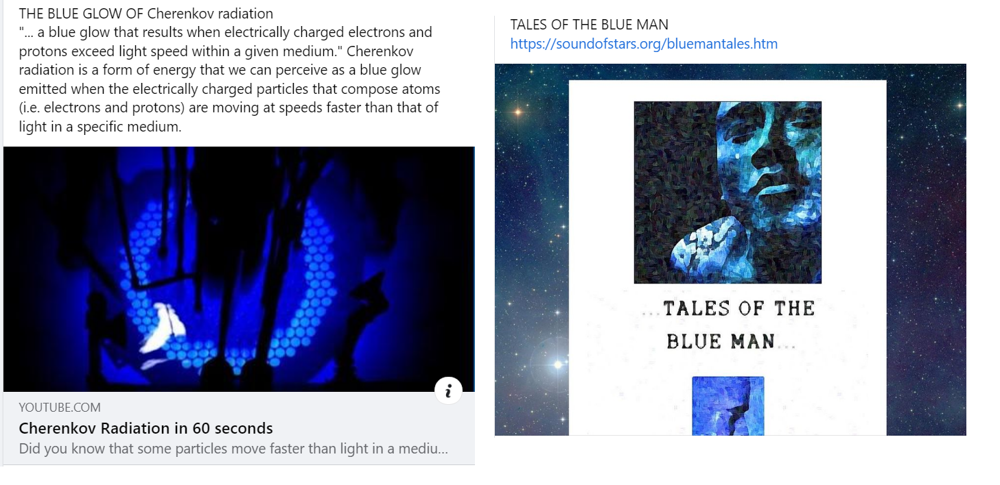 THE BLUE GLOW OF Cherenkov radiation
"... a blue glow that results when electrically charged electrons and
protons exceed light speed within a given medium." Cherenkov
radiation is a form of energy that we can perceive as a blue glow
emitted when the electrically charged particles that compose atoms
(i.e. electrons and protons) are moving at speeds faster than that of
light in a specific medium.
i
YOUTUBE.COM
Cherenkov Radiation in 60 seconds
Did you know that some particles move faster than light in a mediu...
TALES OF THE BLUE MAN
https://soundofstars.org/bluemantales.htm
...TALES OF THE
BLUE MAN...